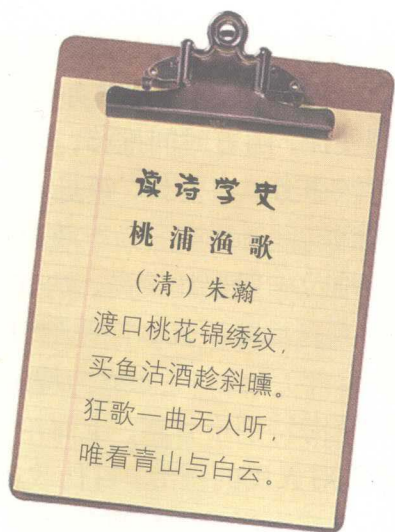 读诗学史
桃浦渔歌
（清）朱瀚
渡口桃花锦绣纹，
买鱼沽酒趁斜曛。
狂歌一曲无人听，
唯看青山与白云。